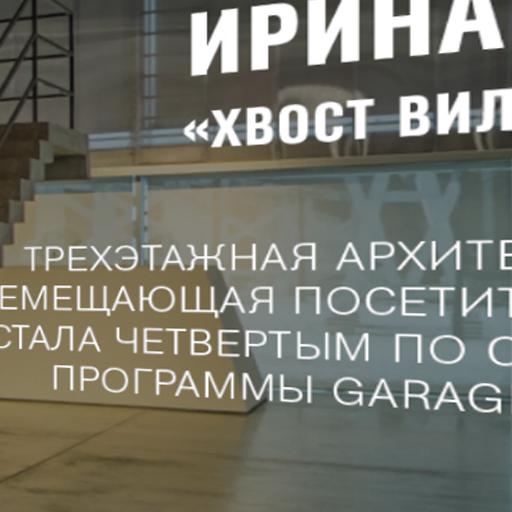 ИРИНА
«ХВОСТ ВИЛ
ТРЕХЭТАЖНАЯ АРХИТЕ
ЕМЕЩАЮЩАЯ ПОСЕТИТ
СТАЛА ЧЕТВЕРТЫМ ПО С
ПРОГРАММЫ GARAG